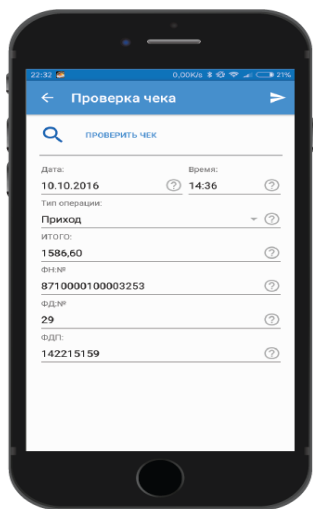 22:32 0,00K/s 21%
Проверка чека
ПРОВЕРИТЬ ЧЕК
Дата: Время:
10.10.2016 14:36
Тип операции:
Приход
ИТОГО:
1586,60
ФН:№
8710000100003253
ФД:№
29
ФДП:
142215159